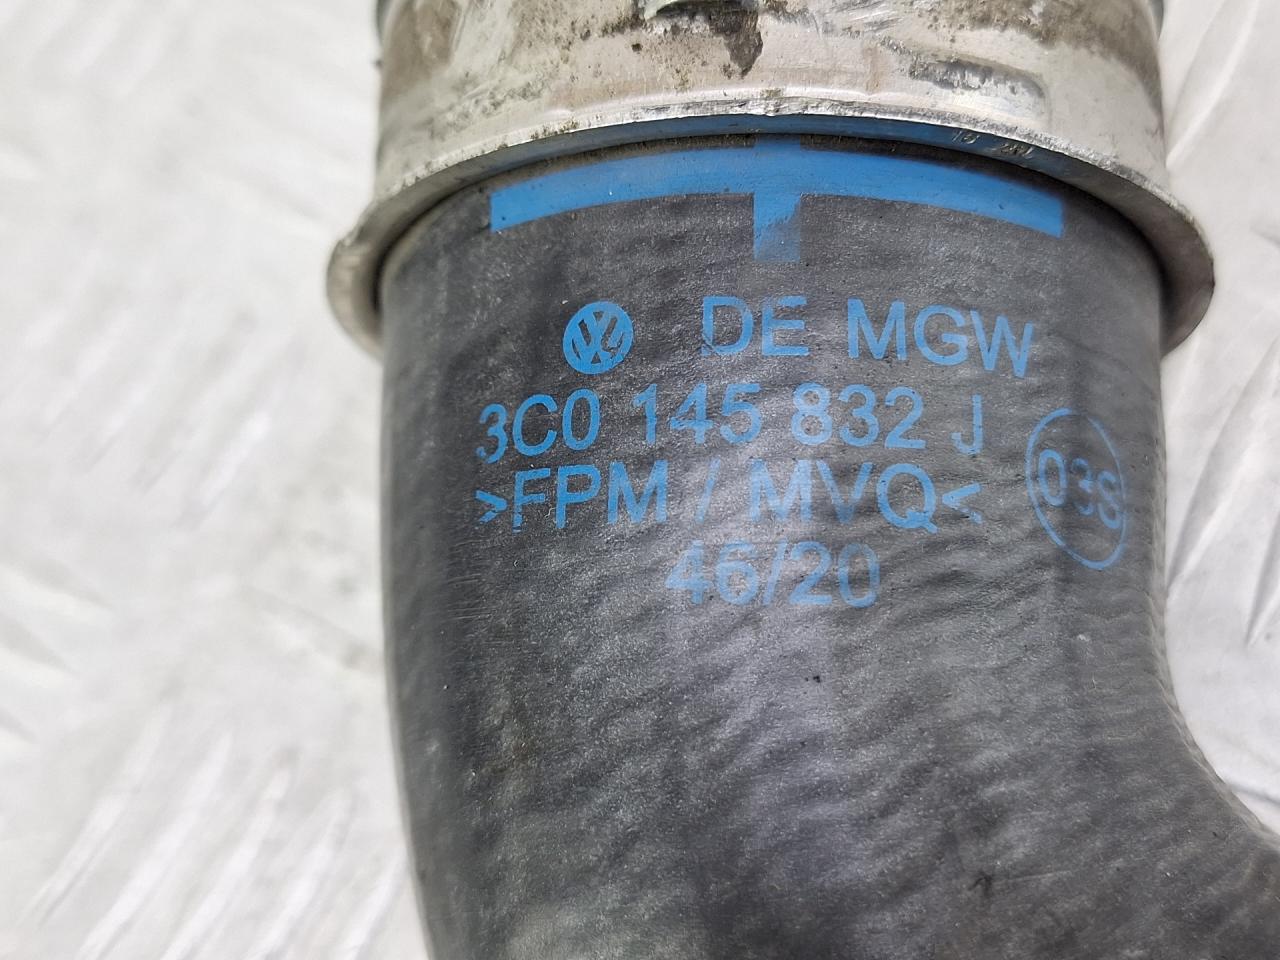 DE MGW
3C0 145 832 J
>FPM / MVQ<
03S
46/20